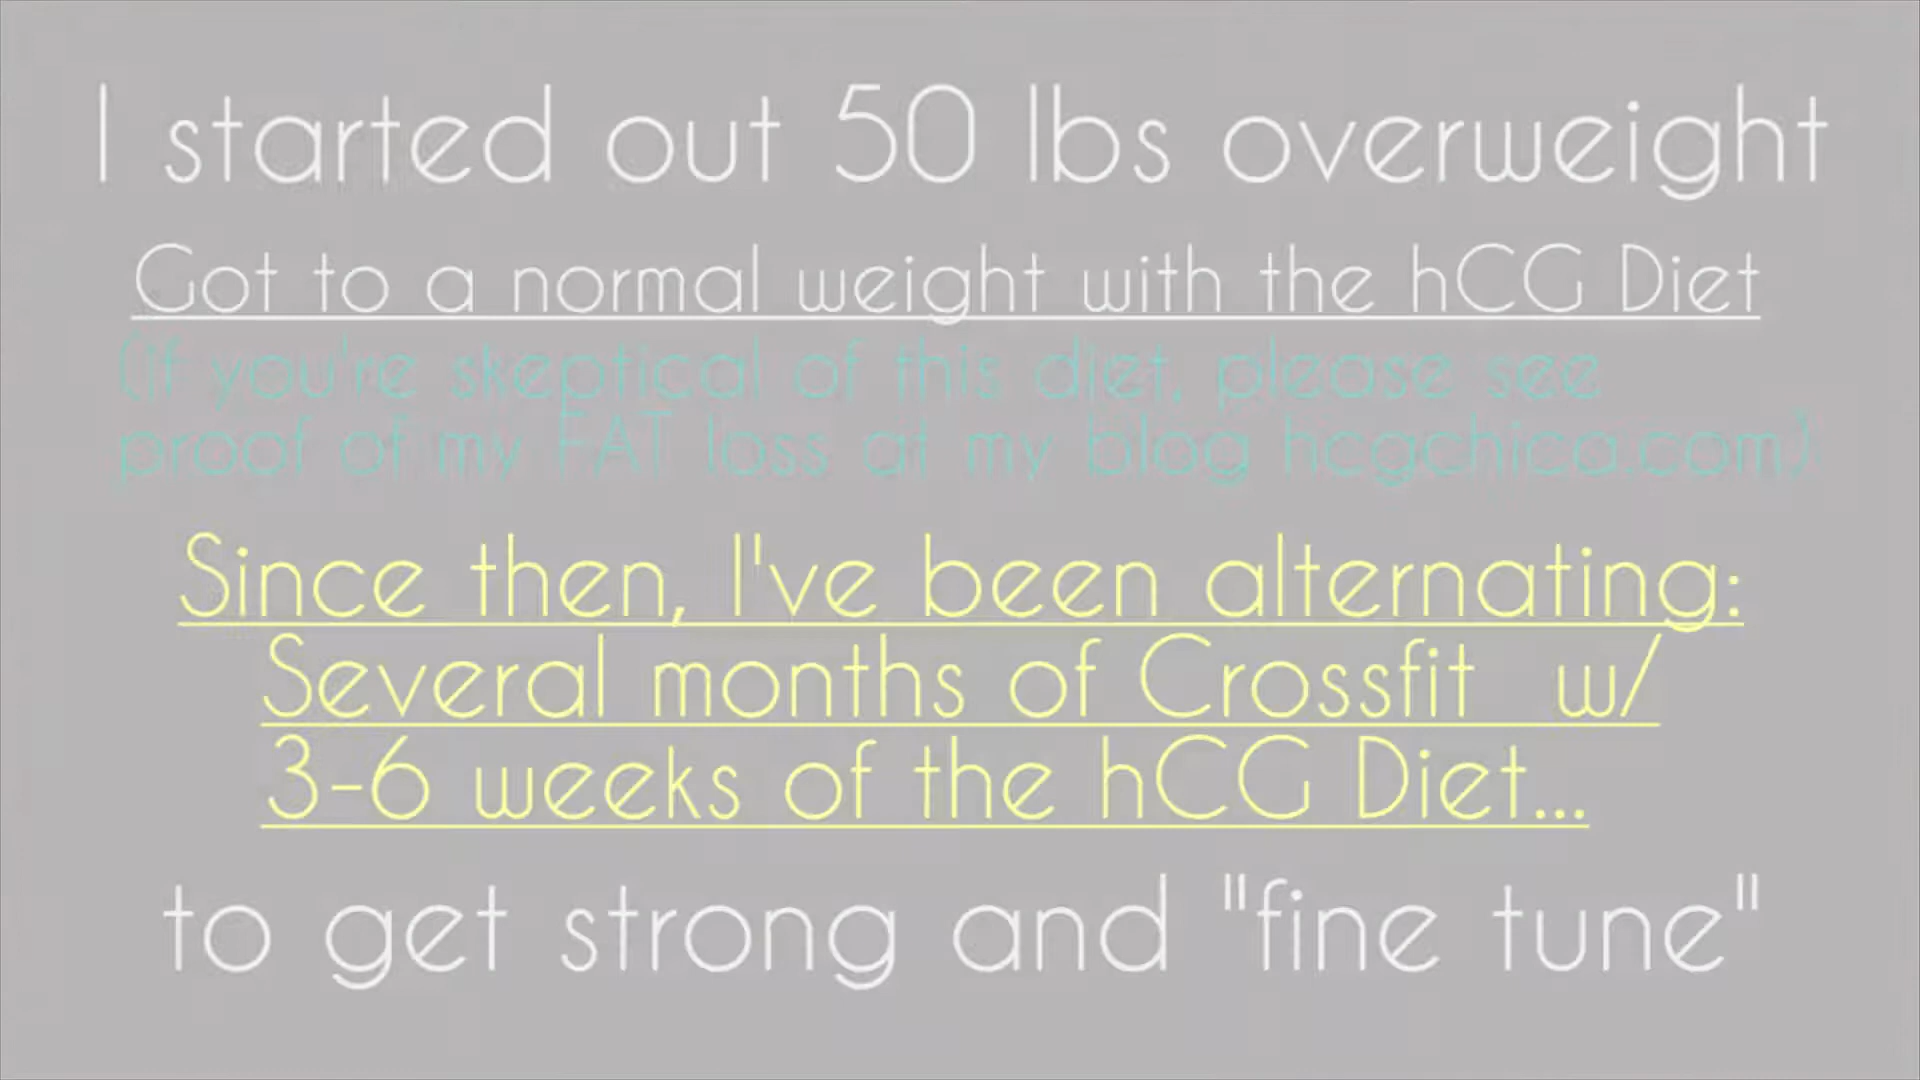 I started out 50 lbs overweight
Got to a normal weight with the hCG Diet
(If you're skeptical of this diet, please see
proof of my FAT loss at my blog hcgchica.com)
Since then, I've been alternating:
Several months of Crossfit w/
3-6 weeks of the hCG Diet...
to get strong and "fine tune"